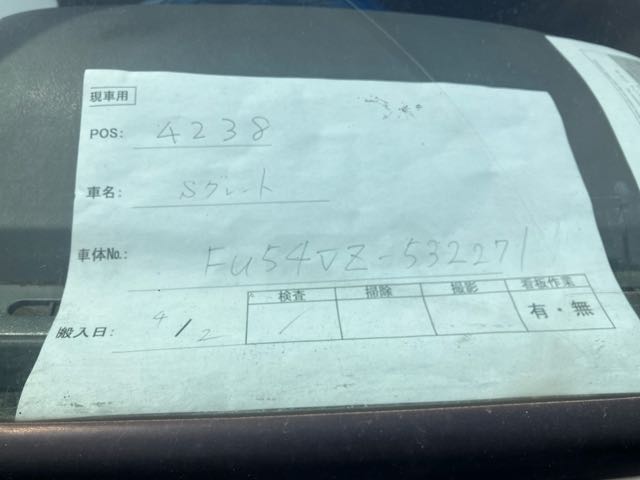 現車用
POS: 4238
車名: Sグレート
車体No.: FU54VZ-532271
検査 掃除 撮影 看板作業
搬入日: 4/2 / 有・無